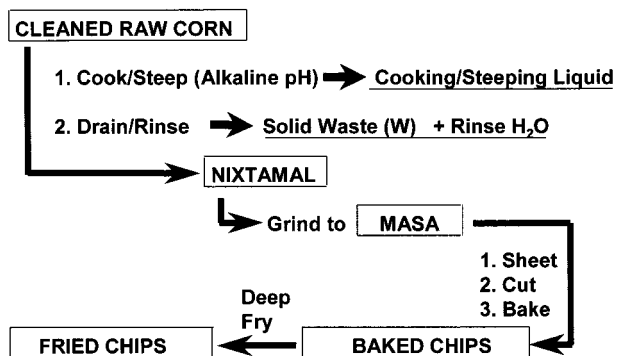 CLEANED RAW CORN
1. Cook/Steep (Alkaline pH) Cooking/Steeping Liquid
2. Drain/Rinse Solid Waste (W) + Rinse H₂O
NIXTAMAL
Grind to MASA
1. Sheet
2. Cut
3. Bake
Deep
Fry
FRIED CHIPS BAKED CHIPS